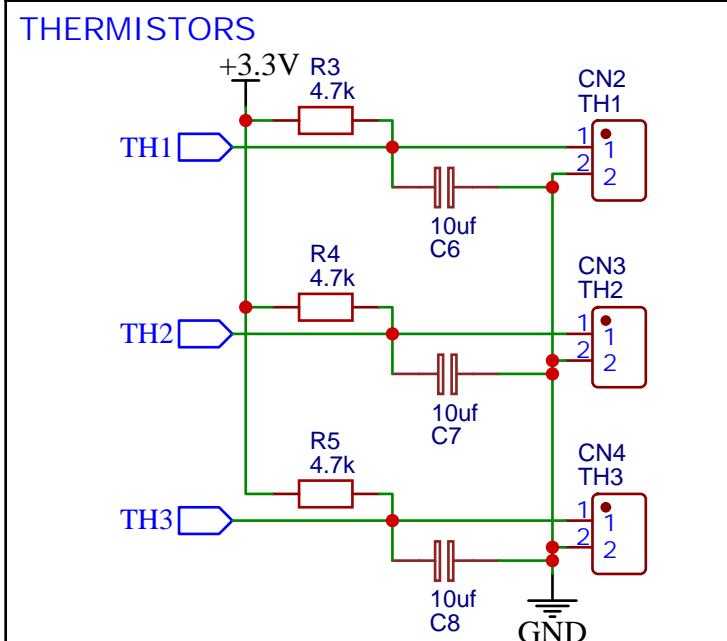 THERMISTORS
+3.3V
R3
4.7k
CN2
TH1
TH1
1
1
2
2
10uf
C6
R4
4.7k
CN3
TH2
TH2
1
1
2
2
10uf
C7
R5
4.7k
CN4
TH3
TH3
1
1
2
2
10uf
C8
GND